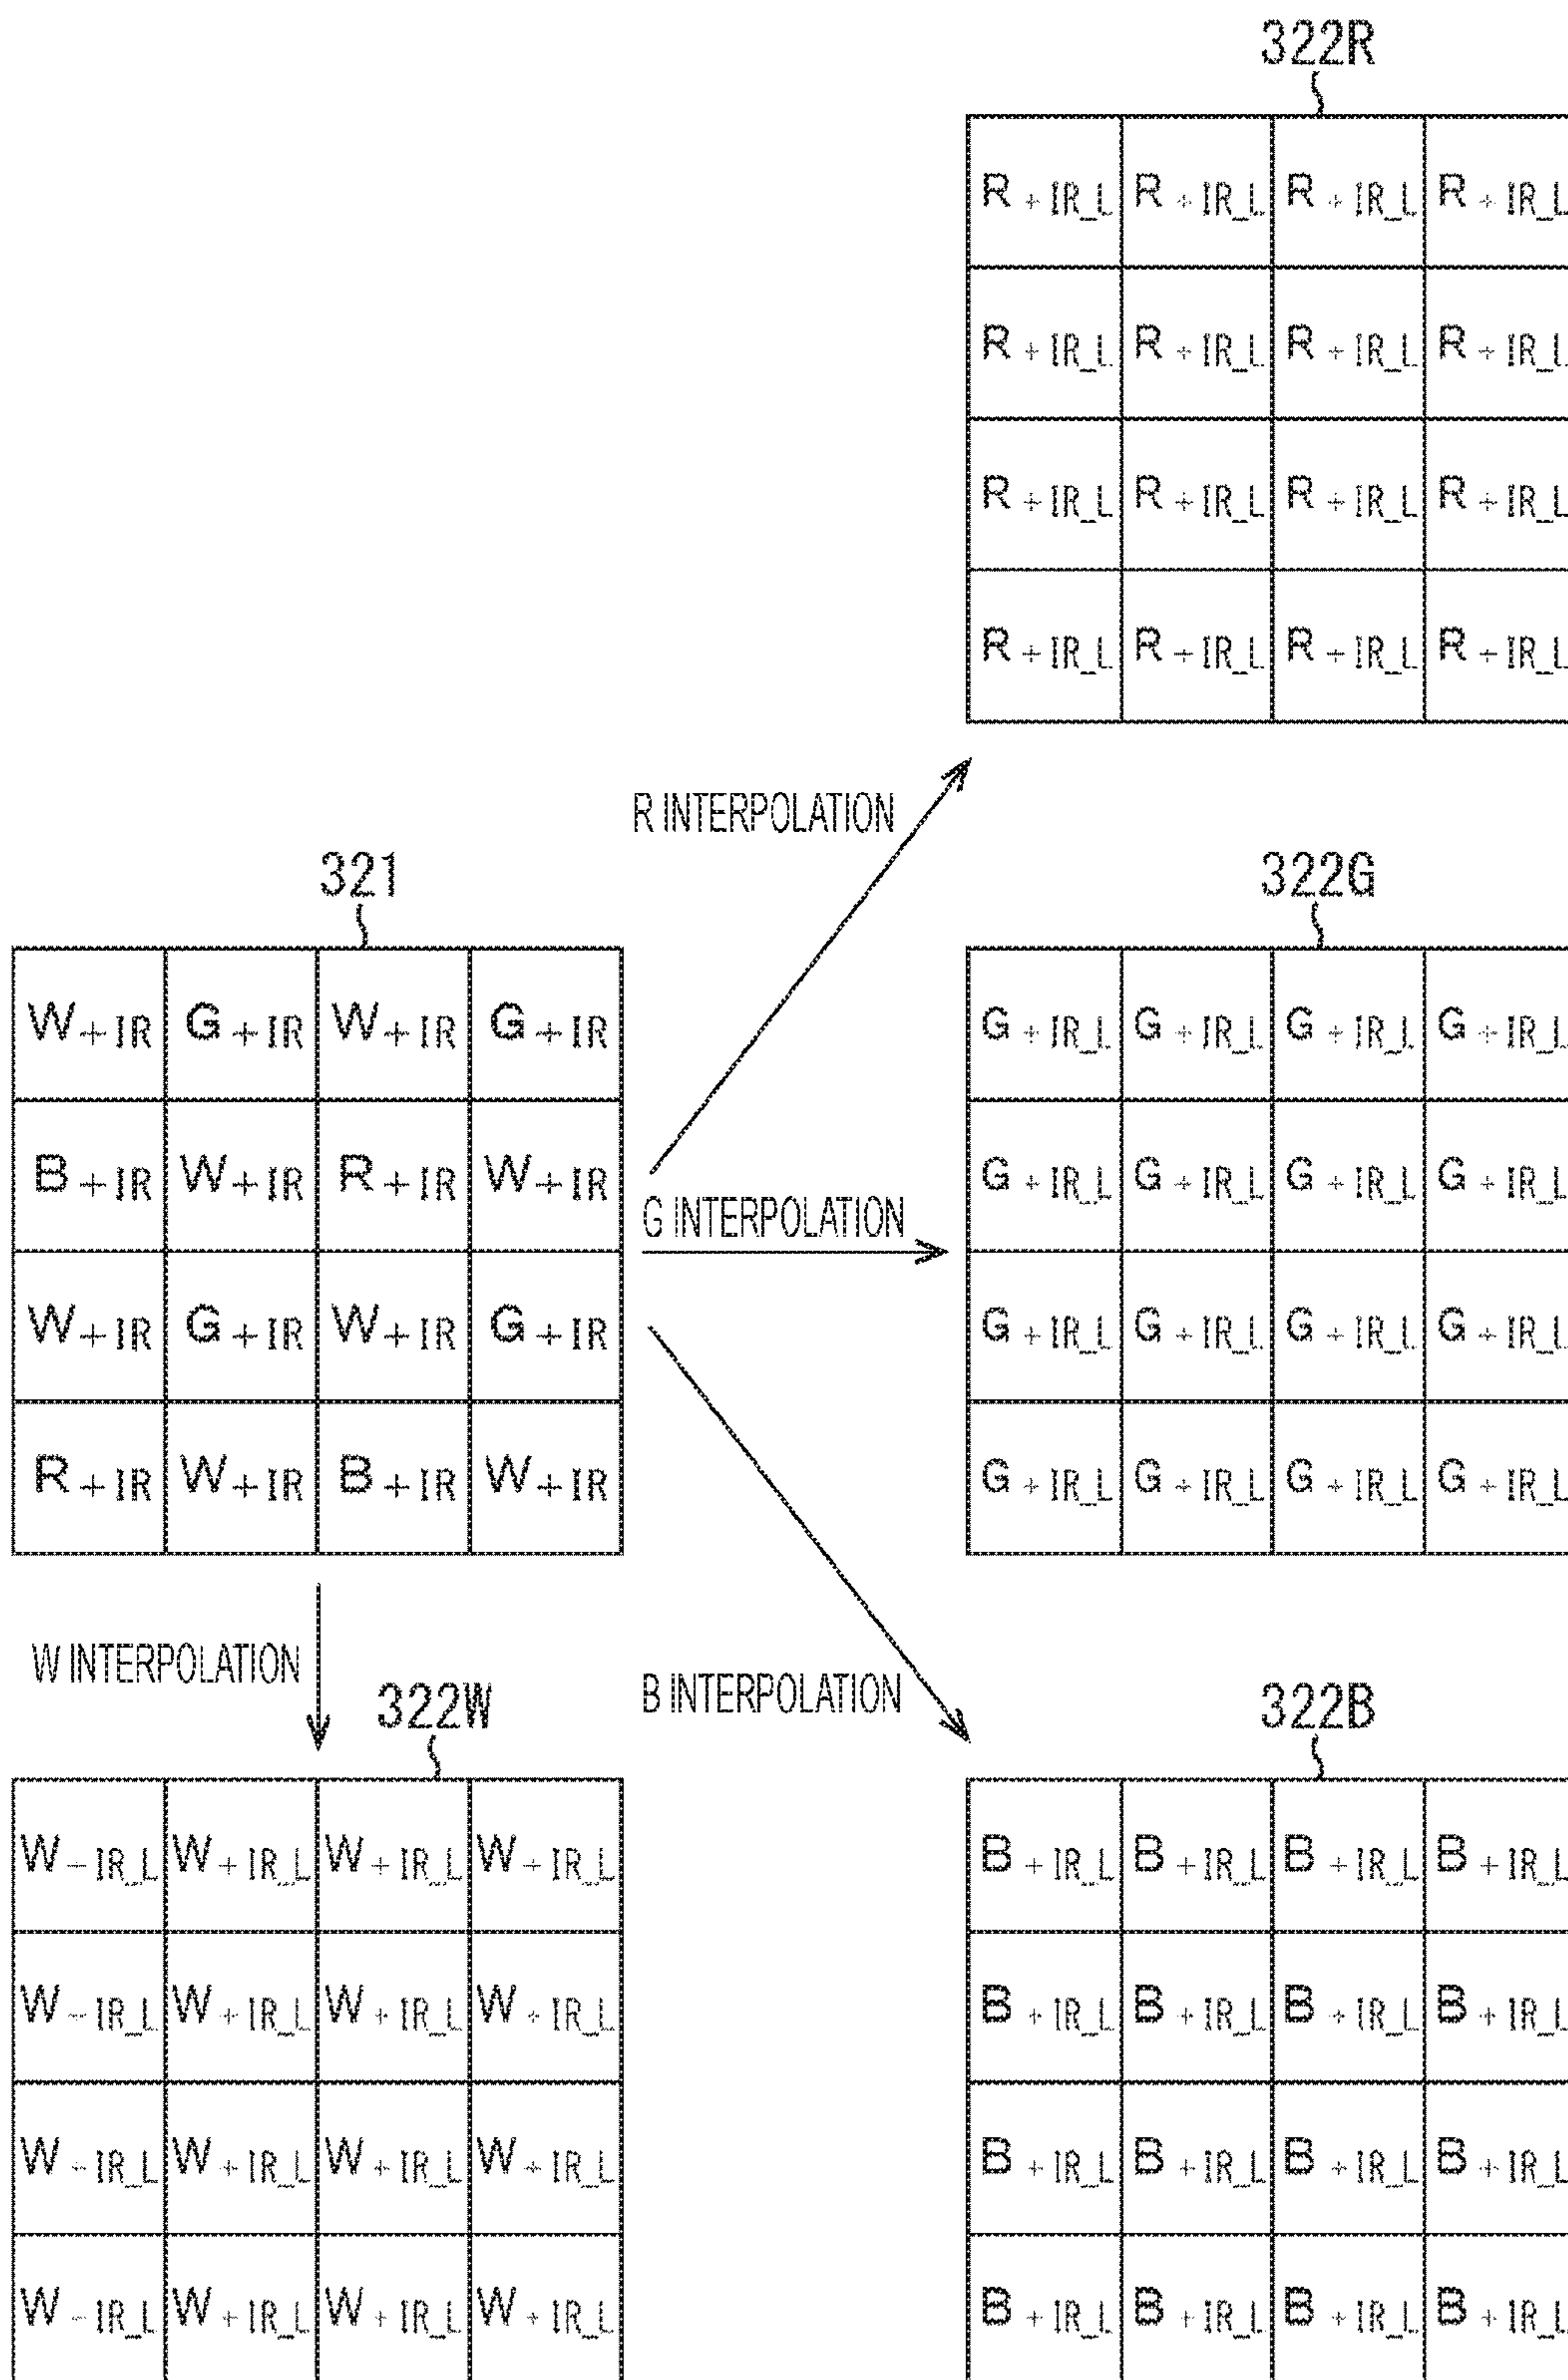 322R
R + IR_L R + IR_L R + IR_L R + IR_L
R + IR_L R + IR_L R + IR_L R + IR_L
R + IR_L R + IR_L R + IR_L R + IR_L
R + IR_L R + IR_L R + IR_L R + IR_L
R INTERPOLATION
321
W+IR G+IR W+IR G+IR
B+IR W+IR R+IR W+IR
W+IR G+IR W+IR G+IR
R+IR W+IR B+IR W+IR
G INTERPOLATION
322G
G + IR_L G + IR_L G + IR_L G + IR_L
G + IR_L G + IR_L G + IR_L G + IR_L
G + IR_L G + IR_L G + IR_L G + IR_L
G + IR_L G + IR_L G + IR_L G + IR_L
W INTERPOLATION
322W
W - IR_L W + IR_L W + IR_L W + IR_L
W - IR_L W + IR_L W + IR_L W + IR_L
W - IR_L W + IR_L W + IR_L W + IR_L
W - IR_L W + IR_L W + IR_L W + IR_L
B INTERPOLATION
322B
B + IR_L B + IR_L B + IR_L B + IR_L
B + IR_L B + IR_L B + IR_L B + IR_L
B + IR_L B + IR_L B + IR_L B + IR_L
B + IR_L B + IR_L B + IR_L B + IR_L